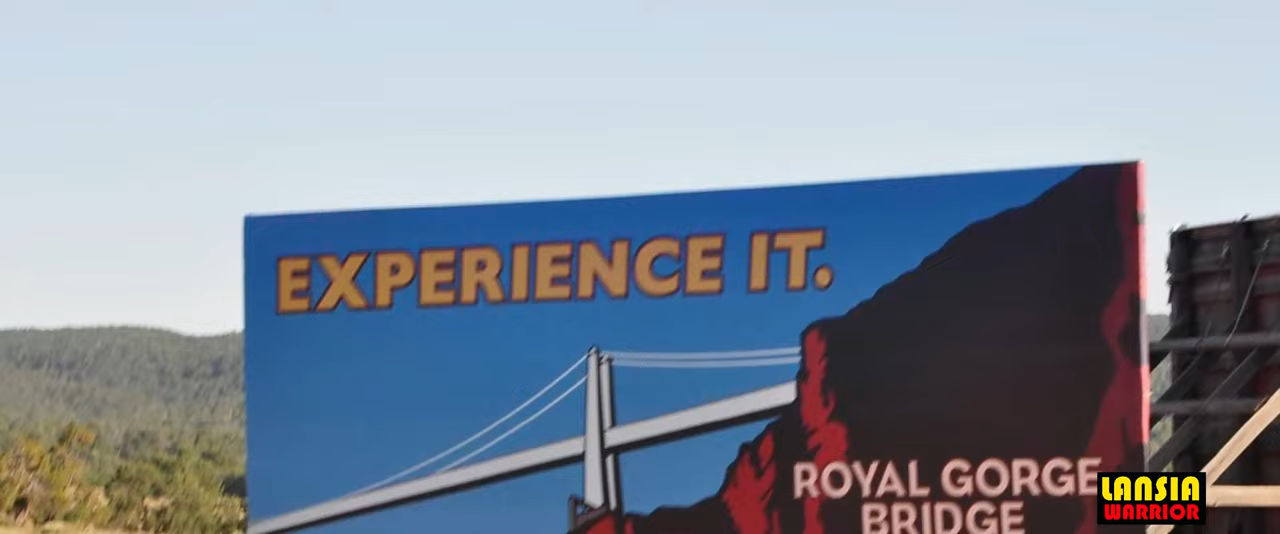 EXPERIENCE IT.
ROYAL GORGE
BRIDGE
LANSIA
WARRIOR